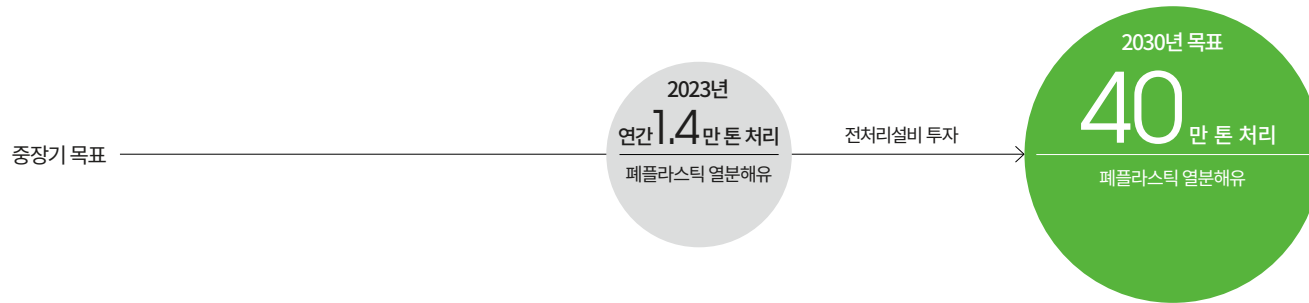 중장기 목표
2023년
연간 1.4 만 톤 처리
폐플라스틱 열분해유
전처리설비 투자
2030년 목표
40 만 톤 처리
폐플라스틱 열분해유